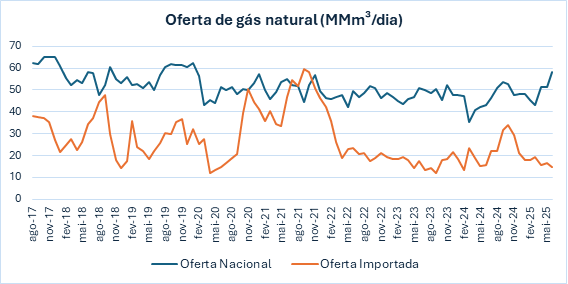 Oferta de gás natural (MMm³/dia)
70
60
50
40
30
20
10
0
ago-17
nov-17
fev-18
mai-18
ago-18
nov-18
fev-19
mai-19
ago-19
nov-19
fev-20
mai-20
ago-20
nov-20
fev-21
mai-21
ago-21
nov-21
fev-22
mai-22
ago-22
nov-22
fev-23
mai-23
ago-23
nov-23
fev-24
mai-24
ago-24
nov-24
fev-25
mai-25
Oferta Nacional Oferta Importada